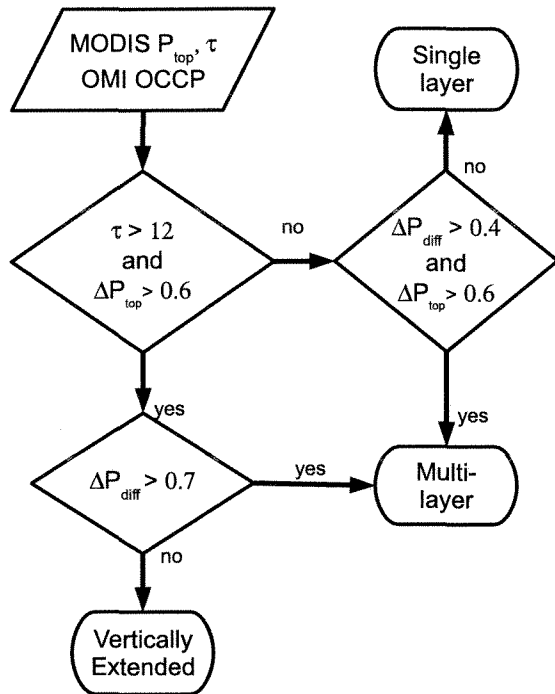 MODIS P_top, τ
OMI OCCP
Single
layer
no
τ > 12
and
ΔP_top > 0.6
no
ΔP_diff > 0.4
and
ΔP_top > 0.6
yes
yes
ΔP_diff > 0.7
yes
Multi-
layer
no
Vertically
Extended